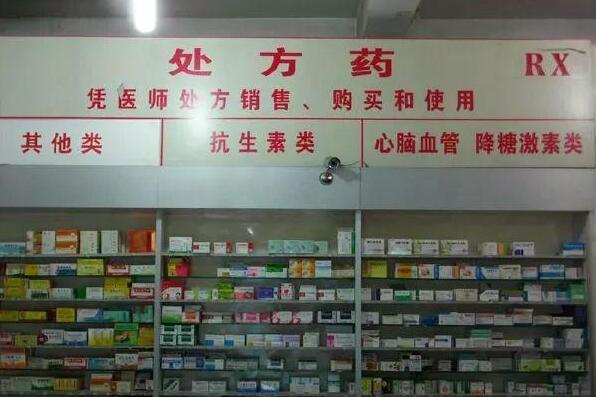 处方药 RX
凭医师处方销售、购买和使用
其他类
抗生素类
心脑血管 降糖激素类